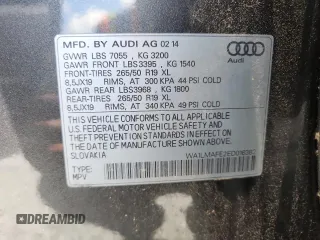 MFD. BY AUDI AG 02 14
GVWR LBS 7055 , KG 3200
GAWR FRONT LBS3395 , KG 1540
FRONT-TIRES 265/50 R19 XL
8,5JX19 RIMS, AT KPA 300 KPA 44 PSI COLD
GAWR REAR LBS3968 , KG 1800
REAR-TIRES 265/50 R19 XL
8,5JX19 RIMS, AT 340 KPA 49 PSI COLD
THIS VEHICLE CONFORMS TO ALL APPLICABLE
U.S. FEDERAL MOTOR VEHICLE SAFETY
STANDARDS IN EFFECT ON THE DATE OF
MANUFACTURE SHOWN ABOVE
SLOVAKIA
TYPE:
MPV
Audi
DREAMBID